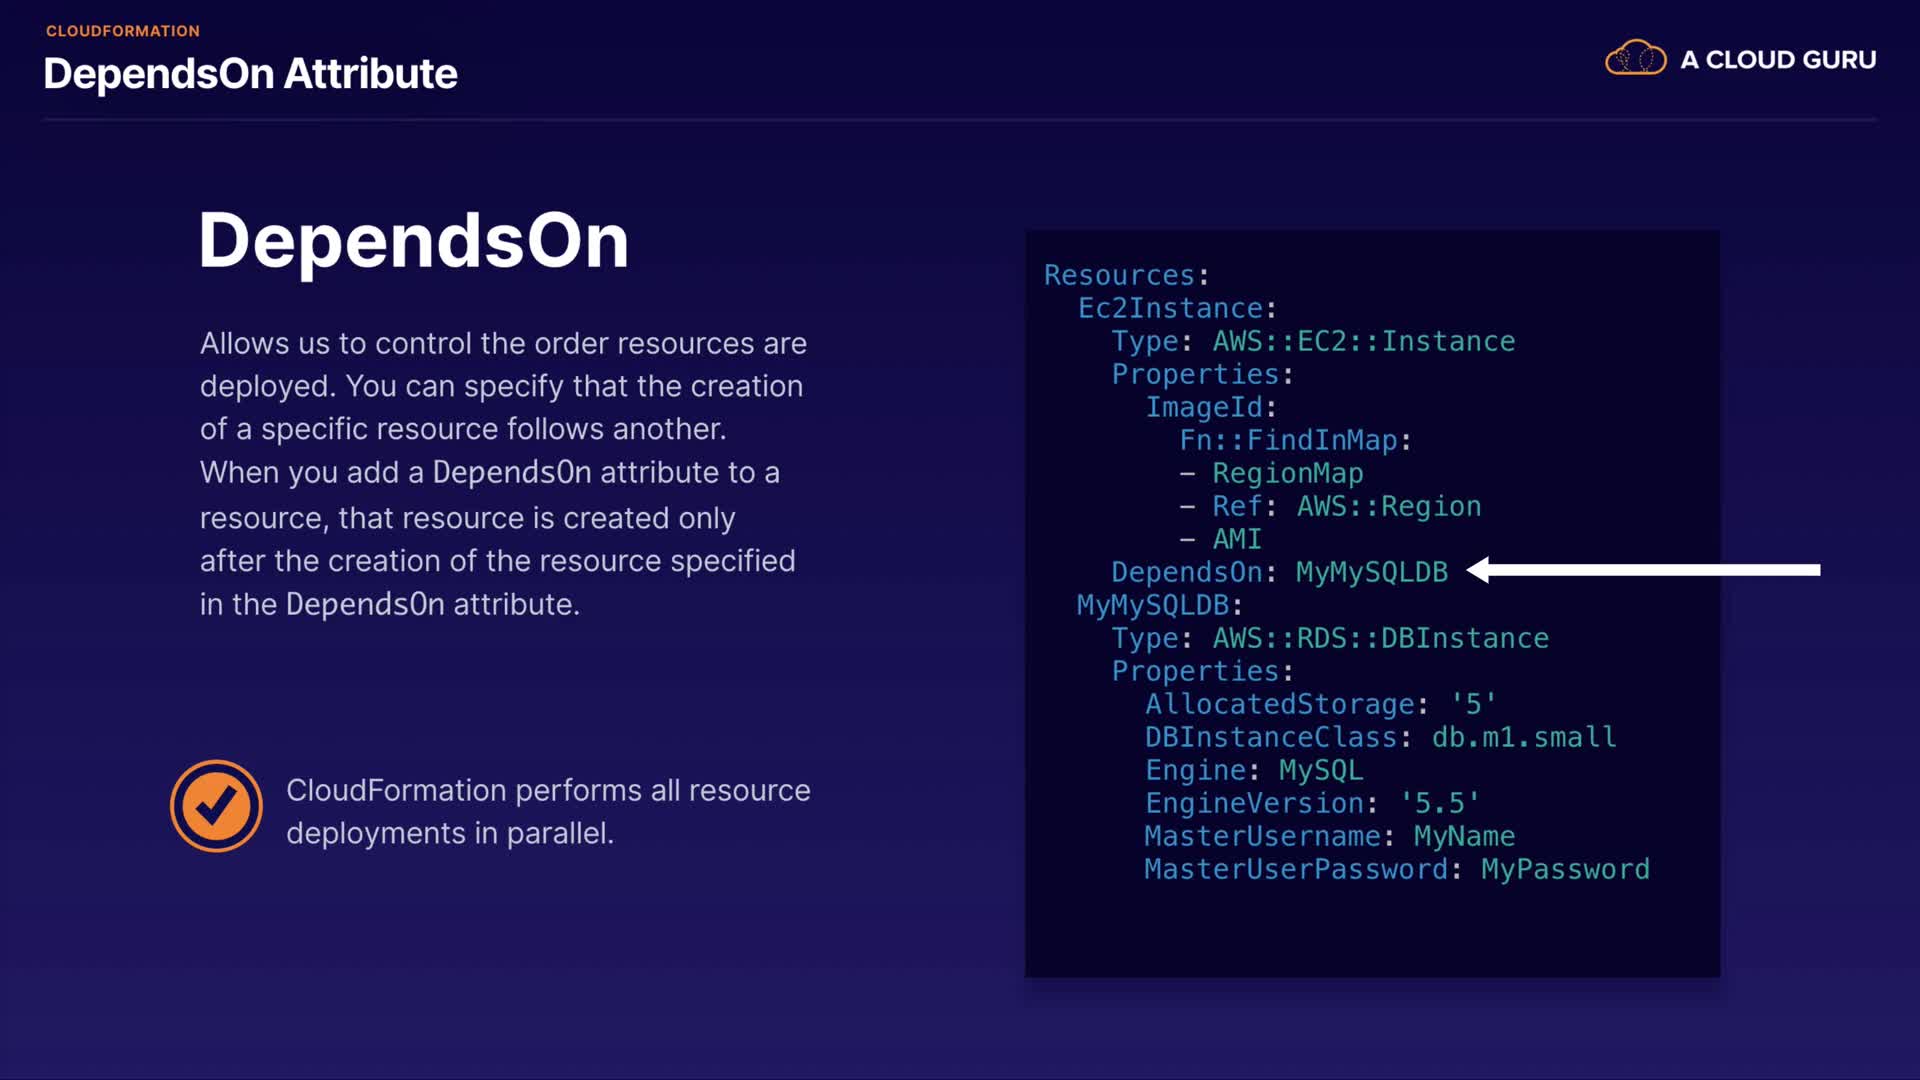 CLOUDFORMATION
DependsOn Attribute
A CLOUD GURU
DependsOn
Allows us to control the order resources are
deployed. You can specify that the creation
of a specific resource follows another.
When you add a DependsOn attribute to a
resource, that resource is created only
after the creation of the resource specified
in the DependsOn attribute.
CloudFormation performs all resource
deployments in parallel.
Resources:
  Ec2Instance:
    Type: AWS::EC2::Instance
    Properties:
      ImageId:
        Fn::FindInMap:
        - RegionMap
        - Ref: AWS::Region
        - AMI
    DependsOn: MyMySQLDB
  MyMySQLDB:
    Type: AWS::RDS::DBInstance
    Properties:
      AllocatedStorage: '5'
      DBInstanceClass: db.m1.small
      Engine: MySQL
      EngineVersion: '5.5'
      MasterUsername: MyName
      MasterUserPassword: MyPassword